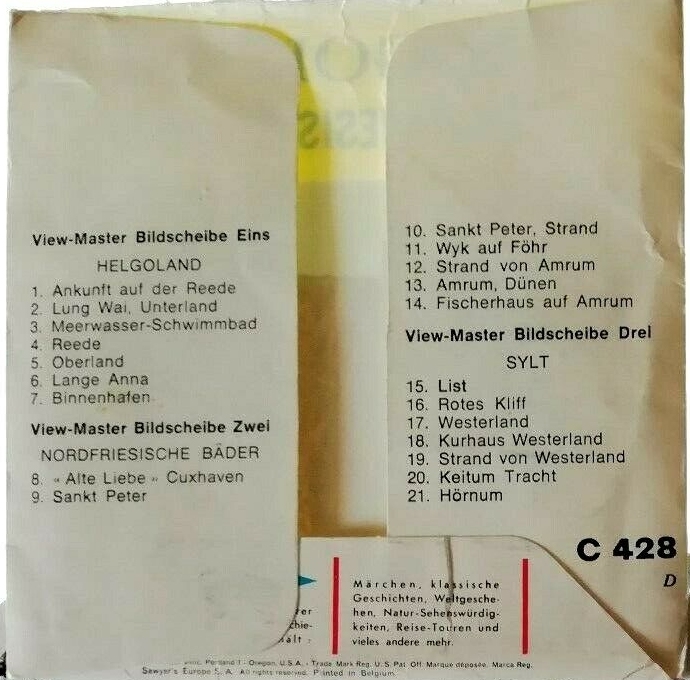 View-Master Bildscheibe Eins
HELGOLAND
1. Ankunft auf der Reede
2. Lung Wai, Unterland
3. Meerwasser-Schwimmbad
4. Reede
5. Oberland
6. Lange Anna
7. Binnenhafen
View-Master Bildscheibe Zwei
NORDFRIESISCHE BÄDER
8. « Alte Liebe » Cuxhaven
9. Sankt Peter
10. Sankt Peter, Strand
11. Wyk auf Föhr
12. Strand von Amrum
13. Amrum, Dünen
14. Fischerhaus auf Amrum
View-Master Bildscheibe Drei
SYLT
15. List
16. Rotes Kliff
17. Westerland
18. Kurhaus Westerland
19. Strand von Westerland
20. Keitum Tracht
21. Hörnum
C 428
D
Märchen, klassische
Geschichten, Weltgesche-
hen, Natur-Sehenswürdig-
keiten, Reise-Touren und
vieles andere mehr.
Portland 1 - Oregon, U.S.A. - Trade Mark Reg. U.S. Pat. Off. Marque déposée. Marca Reg.
Sawyer's Europe S. A. All rights reserved. Printed in Belgium